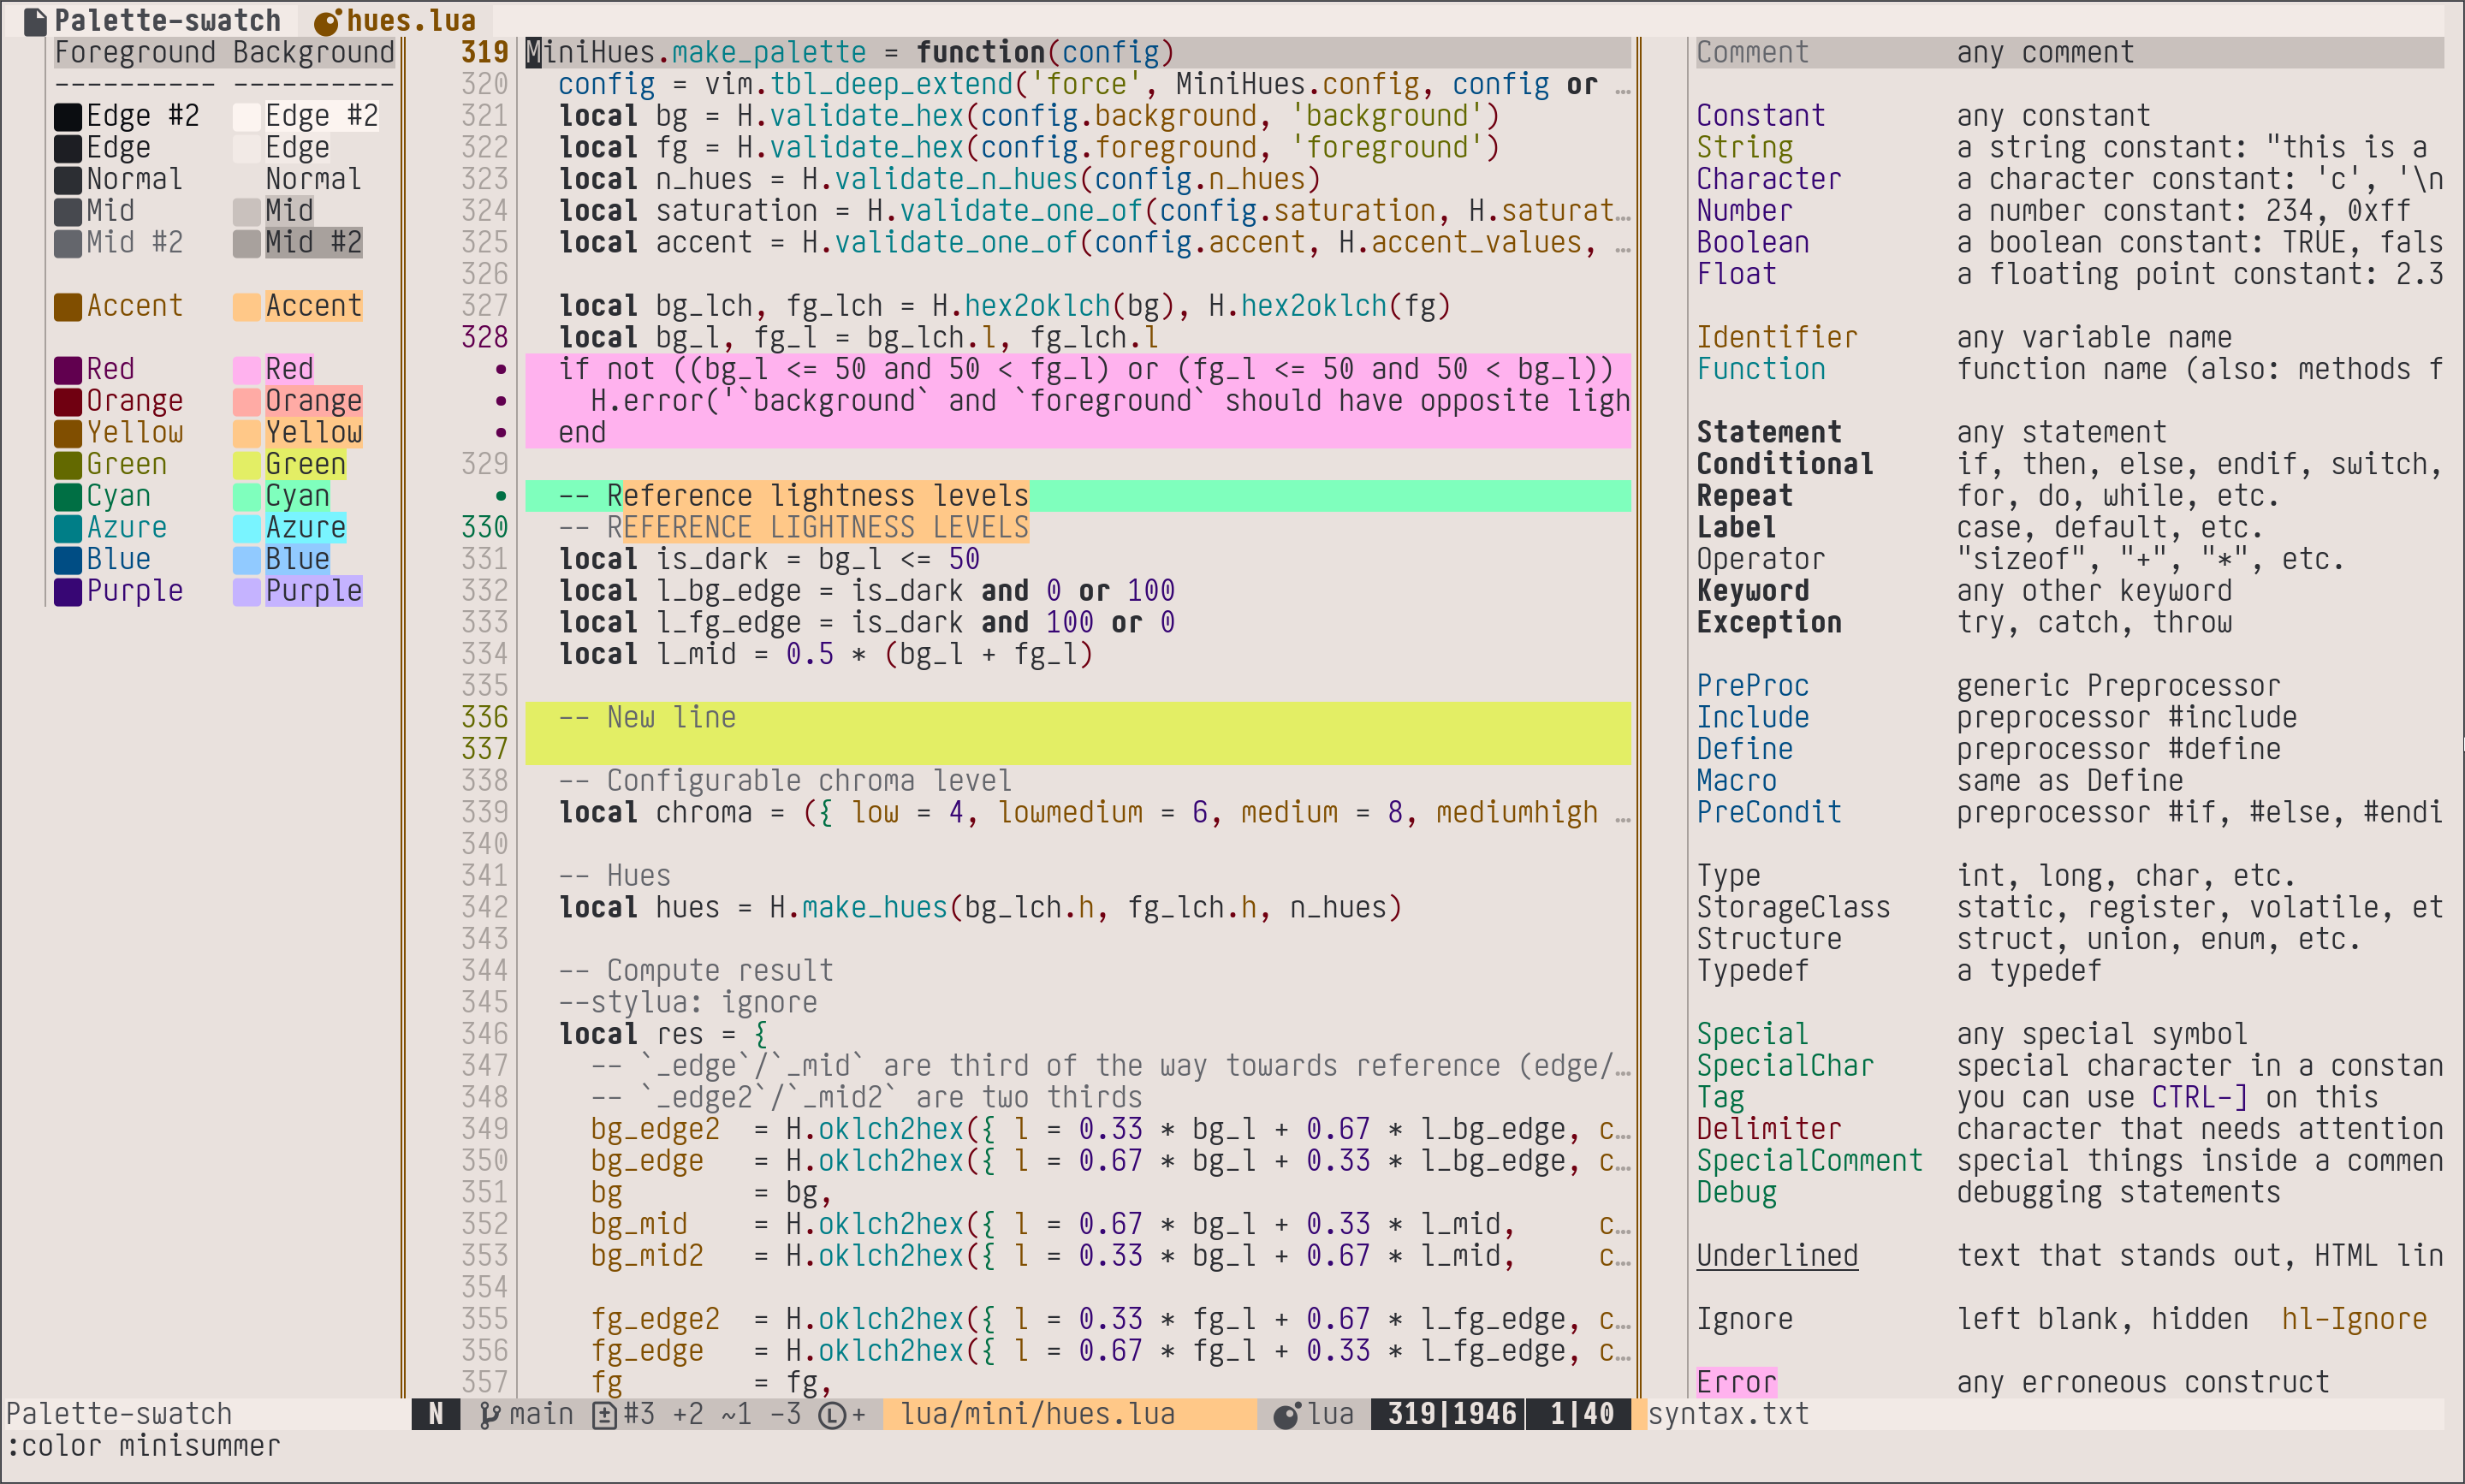 Palette-swatch hues.lua
Foreground Background
---------- ----------
Edge #2 Edge #2
Edge Edge
Normal Normal
Mid Mid
Mid #2 Mid #2
Accent Accent
Red Red
Orange Orange
Yellow Yellow
Green Green
Cyan Cyan
Azure Azure
Blue Blue
Purple Purple
319 MiniHues.make_palette = function(config)
320   config = vim.tbl_deep_extend('force', MiniHues.config, config or …
321   local bg = H.validate_hex(config.background, 'background')
322   local fg = H.validate_hex(config.foreground, 'foreground')
323   local n_hues = H.validate_n_hues(config.n_hues)
324   local saturation = H.validate_one_of(config.saturation, H.saturat…
325   local accent = H.validate_one_of(config.accent, H.accent_values, …
326
327   local bg_lch, fg_lch = H.hex2oklch(bg), H.hex2oklch(fg)
328   local bg_l, fg_l = bg_lch.l, fg_lch.l
•   if not ((bg_l <= 50 and 50 < fg_l) or (fg_l <= 50 and 50 < bg_l))
•     H.error('`background` and `foreground` should have opposite ligh
•   end
329
•   -- Reference lightness levels
330   -- REFERENCE LIGHTNESS LEVELS
331   local is_dark = bg_l <= 50
332   local l_bg_edge = is_dark and 0 or 100
333   local l_fg_edge = is_dark and 100 or 0
334   local l_mid = 0.5 * (bg_l + fg_l)
335
336   -- New line
337
338   -- Configurable chroma level
339   local chroma = ({ low = 4, lowmedium = 6, medium = 8, mediumhigh …
340
341   -- Hues
342   local hues = H.make_hues(bg_lch.h, fg_lch.h, n_hues)
343
344   -- Compute result
345   --stylua: ignore
346   local res = {
347     -- `_edge`/`_mid` are third of the way towards reference (edge/…
348     -- `_edge2`/`_mid2` are two thirds
349     bg_edge2  = H.oklch2hex({ l = 0.33 * bg_l + 0.67 * l_bg_edge, c…
350     bg_edge   = H.oklch2hex({ l = 0.67 * bg_l + 0.33 * l_bg_edge, c…
351     bg        = bg,
352     bg_mid    = H.oklch2hex({ l = 0.67 * bg_l + 0.33 * l_mid,     c…
353     bg_mid2   = H.oklch2hex({ l = 0.33 * bg_l + 0.67 * l_mid,     c…
354
355     fg_edge2  = H.oklch2hex({ l = 0.33 * fg_l + 0.67 * l_fg_edge, c…
356     fg_edge   = H.oklch2hex({ l = 0.67 * fg_l + 0.33 * l_fg_edge, c…
357     fg        = fg,
Comment any comment
Constant any constant
String a string constant: "this is a
Character a character constant: 'c', '\n
Number a number constant: 234, 0xff
Boolean a boolean constant: TRUE, fals
Float a floating point constant: 2.3
Identifier any variable name
Function function name (also: methods f
Statement any statement
Conditional if, then, else, endif, switch,
Repeat for, do, while, etc.
Label case, default, etc.
Operator "sizeof", "+", "*", etc.
Keyword any other keyword
Exception try, catch, throw
PreProc generic Preprocessor
Include preprocessor #include
Define preprocessor #define
Macro same as Define
PreCondit preprocessor #if, #else, #endi
Type int, long, char, etc.
StorageClass static, register, volatile, et
Structure struct, union, enum, etc.
Typedef a typedef
Special any special symbol
SpecialChar special character in a constan
Tag you can use CTRL-] on this
Delimiter character that needs attention
SpecialComment special things inside a commen
Debug debugging statements
Underlined text that stands out, HTML lin
Ignore left blank, hidden  hl-Ignore
Error any erroneous construct
Palette-swatch N main #3 +2 ~1 -3 Ⓛ+ lua/mini/hues.lua lua 319|1946 1|40 syntax.txt
:color minisummer